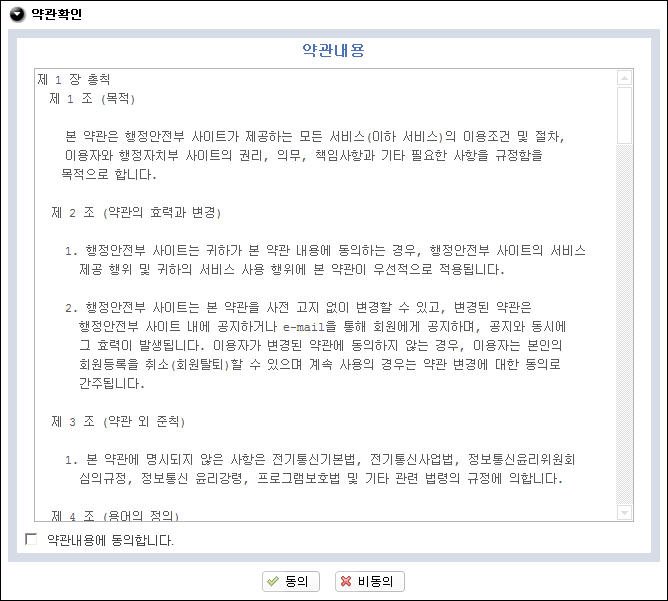 약관확인
약관내용
제 1 장 총칙
제 1 조 (목적)
본 약관은 행정안전부 사이트가 제공하는 모든 서비스(이하 서비스)의 이용조건 및 절차,
이용자와 행정자치부 사이트의 권리, 의무, 책임사항과 기타 필요한 사항을 규정함을
목적으로 합니다.
제 2 조 (약관의 효력과 변경)
1. 행정안전부 사이트는 귀하가 본 약관 내용에 동의하는 경우, 행정안전부 사이트의 서비스
제공 행위 및 귀하의 서비스 사용 행위에 본 약관이 우선적으로 적용됩니다.
2. 행정안전부 사이트는 본 약관을 사전 고지 없이 변경할 수 있고, 변경된 약관은
행정안전부 사이트 내에 공지하거나 e-mail을 통해 회원에게 공지하며, 공지와 동시에
그 효력이 발생됩니다. 이용자가 변경된 약관에 동의하지 않는 경우, 이용자는 본인의
회원등록을 취소(회원탈퇴)할 수 있으며 계속 사용의 경우는 약관 변경에 대한 동의로
간주됩니다.
제 3 조 (약관 외 준칙)
1. 본 약관에 명시되지 않은 사항은 전기통신기본법, 전기통신사업법, 정보통신윤리위원회
심의규정, 정보통신 윤리강령, 프로그램보호법 및 기타 관련 법령의 규정에 의합니다.
제 4 조 (용어의 정의)
약관내용에 동의합니다.
동의
비동의